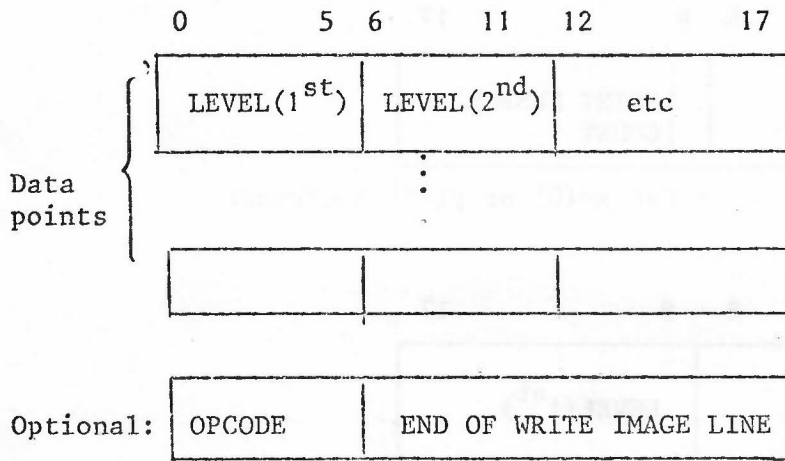 0 5 6 11 12 17
LEVEL(1st) LEVEL(2nd) etc
Data
points
Optional: OPCODE END OF WRITE IMAGE LINE